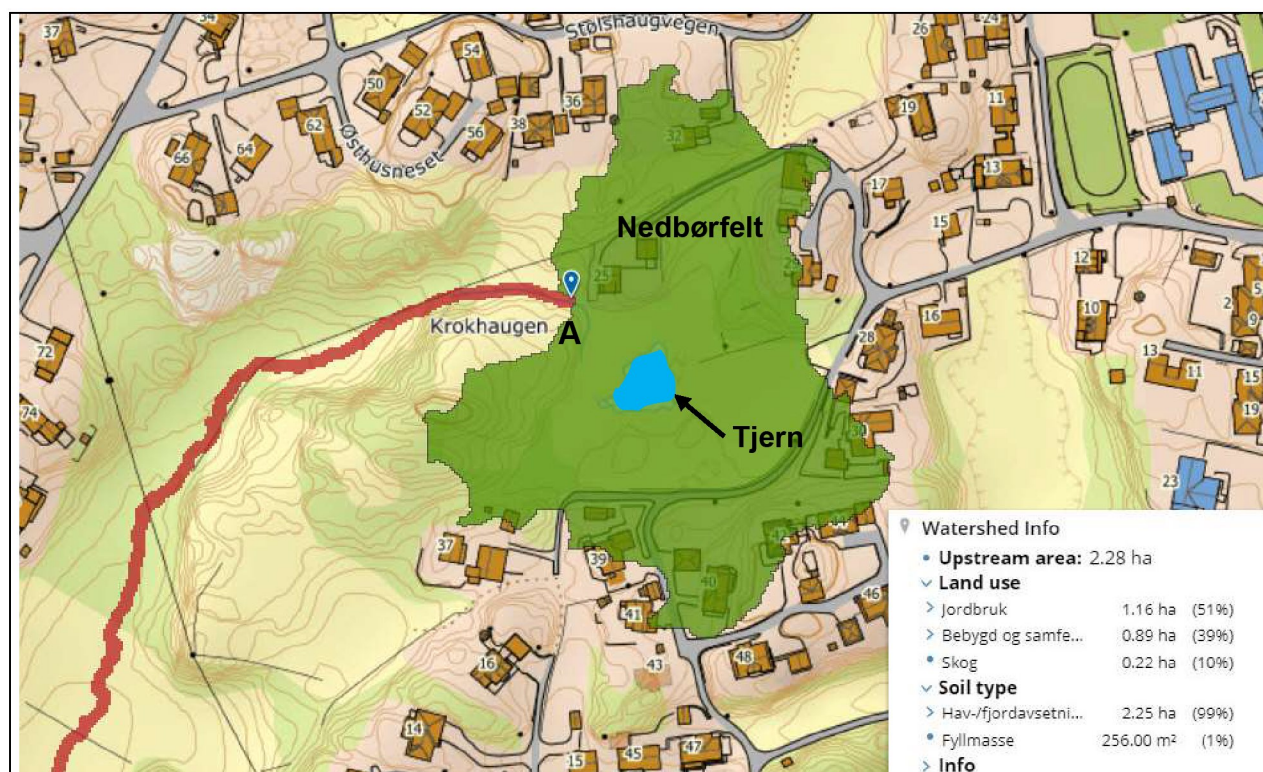 Stølshaugvegen
37
34
54
50
52
36
38
56
62
Østhusneset
66
64
32
26
24
19
11
13
17
15
Nedbørfelt
25
Krokhaugen
A
12
10
16
28
72
74
Tjern
5
2
9
13
11
15
19
23
37
39
40
41
46
48
43
16
14
15
45
47
Watershed Info
Upstream area: 2.28 ha
Land use
Jordbruk 1.16 ha (51%)
Bebygd og samfe... 0.89 ha (39%)
Skog 0.22 ha (10%)
Soil type
Hav-/fjordavsetni... 2.25 ha (99%)
Fyllmasse 256.00 m² (1%)
Info